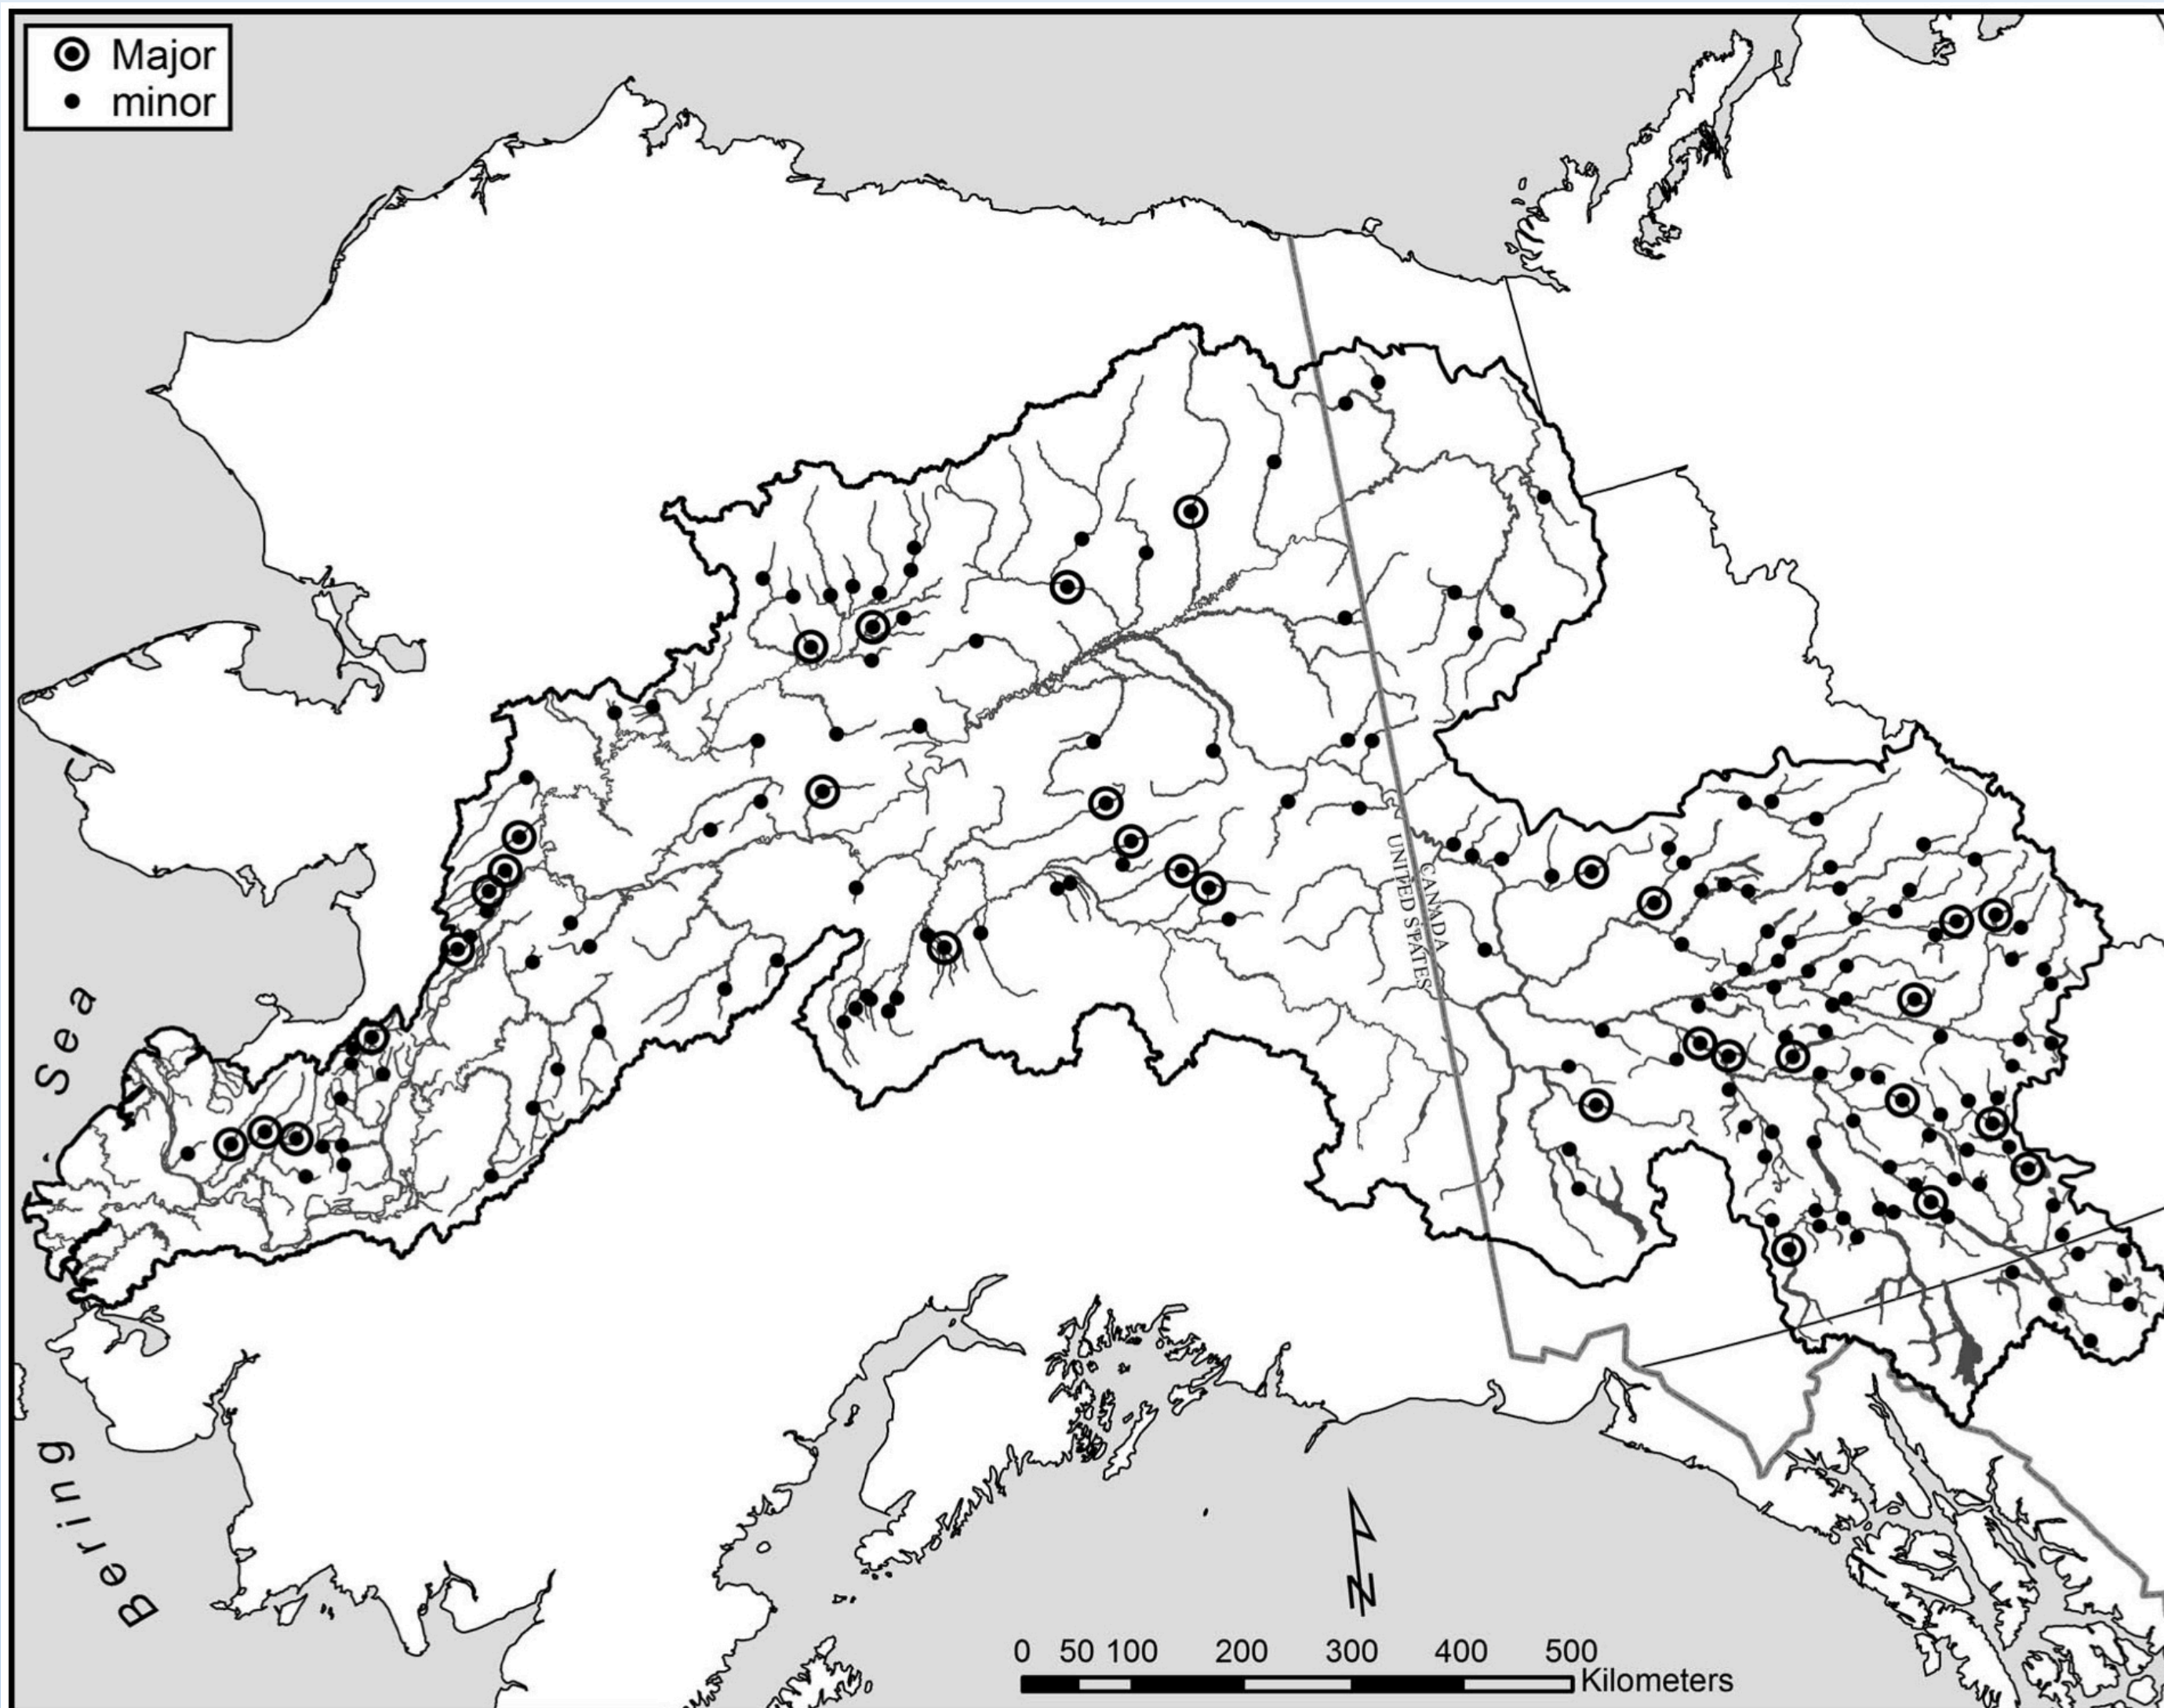 Major
minor
CANADA
UNITED STATES
Bering Sea
N
0 50 100 200 300 400 500
Kilometers